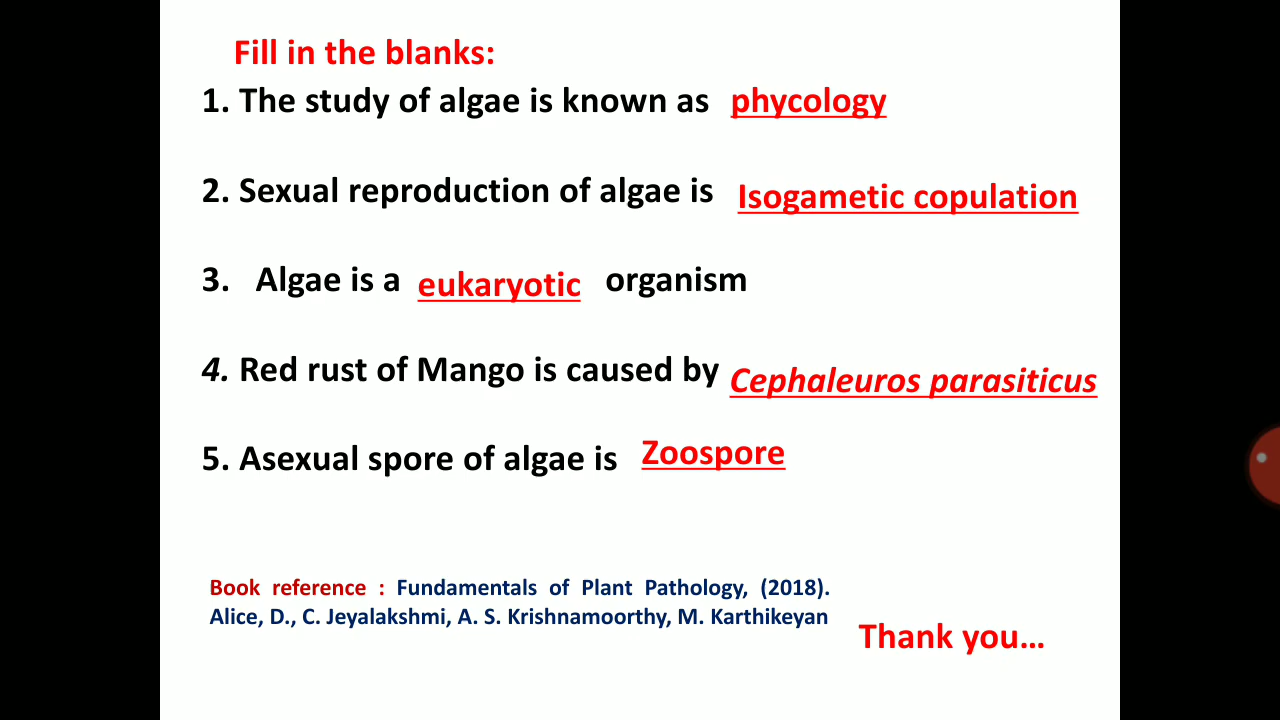 Fill in the blanks:
1. The study of algae is known as phycology
2. Sexual reproduction of algae is Isogametic copulation
3. Algae is a eukaryotic organism
4. Red rust of Mango is caused by Cephaleuros parasiticus
5. Asexual spore of algae is Zoospore
Book reference : Fundamentals of Plant Pathology, (2018).
Alice, D., C. Jeyalakshmi, A. S. Krishnamoorthy, M. Karthikeyan
Thank you...